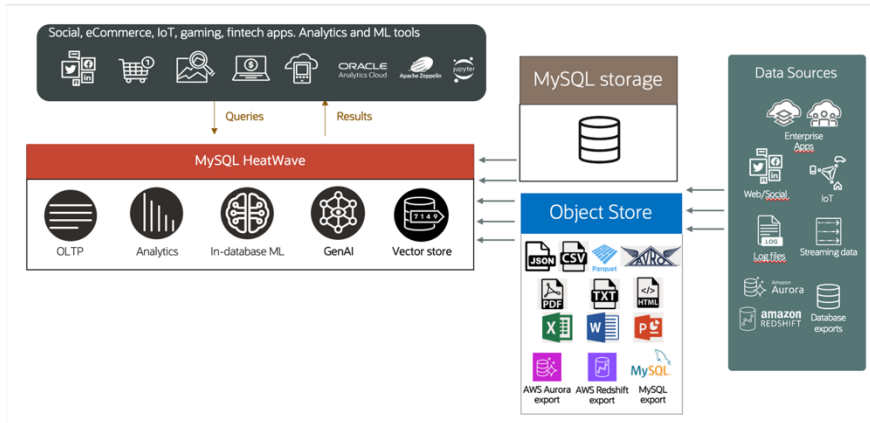 Social, eCommerce, IoT, gaming, fintech apps. Analytics and ML tools
1
ORACLE
Analytics Cloud
Apache Zeppelin
jupyter
Queries
Results
MySQL HeatWave
OLTP
Analytics
In-database ML
GenAI
7149
Vector store
MySQL storage
Object Store
JSON
CSV
Parquet
AVRO
PDF
TXT
HTML
X
W
P
MySQL
AWS Aurora
export
AWS Redshift
export
MySQL
export
Data Sources
Enterprise
Apps
Web/Social
IoT
.LOG
Log files
Streaming data
Amazon
Aurora
amazon
REDSHIFT
Database
exports